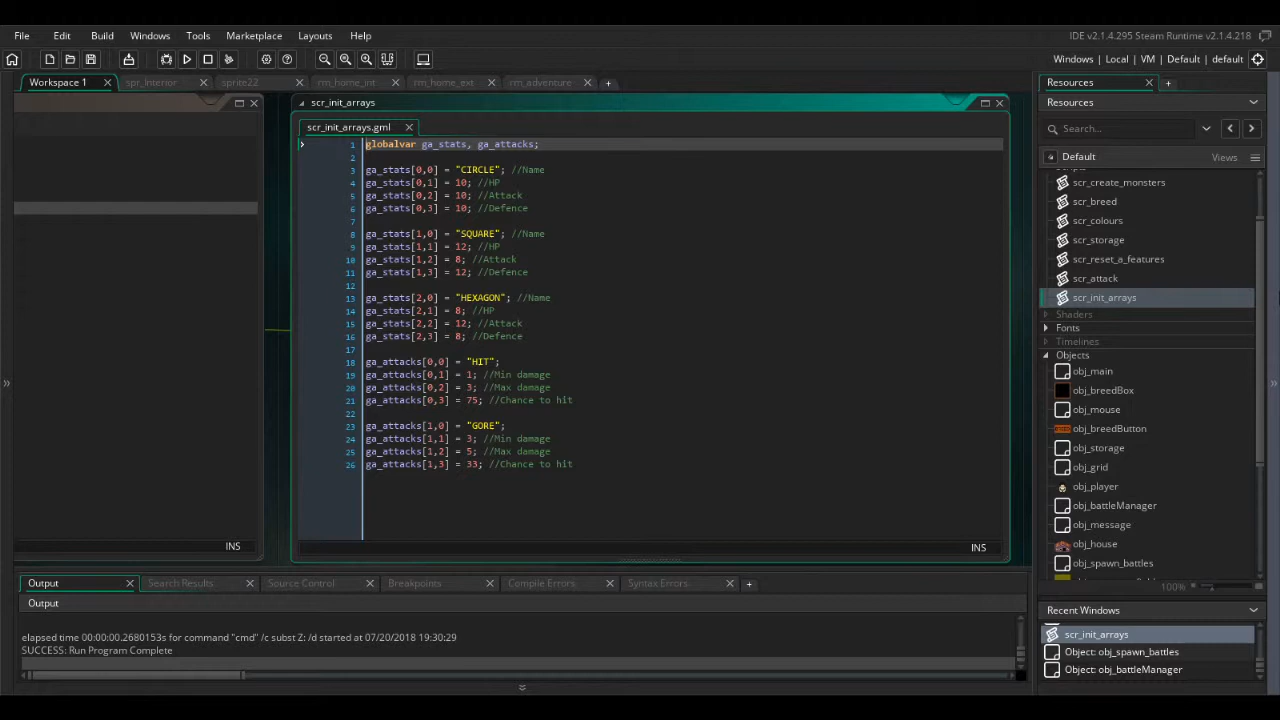 File Edit Build Windows Tools Marketplace Layouts Help
IDE v2.1.4.295 Steam Runtime v2.1.4.218
Windows | Local | VM | Default | default
Workspace 1 spr_Interior sprite22 rm_home_int rm_home_ext rm_adventure
scr_init_arrays
scr_init_arrays.gml
1 globalvar ga_stats, ga_attacks;
2
3 ga_stats[0,0] = "CIRCLE"; //Name
4 ga_stats[0,1] = 10; //HP
5 ga_stats[0,2] = 10; //Attack
6 ga_stats[0,3] = 10; //Defence
7
8 ga_stats[1,0] = "SQUARE"; //Name
9 ga_stats[1,1] = 12; //HP
10 ga_stats[1,2] = 8; //Attack
11 ga_stats[1,3] = 12; //Defence
12
13 ga_stats[2,0] = "HEXAGON"; //Name
14 ga_stats[2,1] = 8; //HP
15 ga_stats[2,2] = 12; //Attack
16 ga_stats[2,3] = 8; //Defence
17
18 ga_attacks[0,0] = "HIT";
19 ga_attacks[0,1] = 1; //Min damage
20 ga_attacks[0,2] = 3; //Max damage
21 ga_attacks[0,3] = 75; //Chance to hit
22
23 ga_attacks[1,0] = "GORE";
24 ga_attacks[1,1] = 3; //Min damage
25 ga_attacks[1,2] = 5; //Max damage
26 ga_attacks[1,3] = 33; //Chance to hit
INS
INS
Output Search Results Source Control Breakpoints Compile Errors Syntax Errors
Output
elapsed time 00:00:00.2680153s for command "cmd" /c subst Z: /d started at 07/20/2018 19:30:29
SUCCESS: Run Program Complete
Resources
Resources
Search...
Default Views
scr_create_monsters
scr_breed
scr_colours
scr_storage
scr_reset_a_features
scr_attack
scr_init_arrays
Shaders
Fonts
Timelines
Objects
obj_main
obj_breedBox
obj_mouse
obj_breedButton
obj_storage
obj_grid
obj_player
obj_battleManager
obj_message
obj_house
obj_spawn_battles
100%
Recent Windows
scr_init_arrays
Object: obj_spawn_battles
Object: obj_battleManager